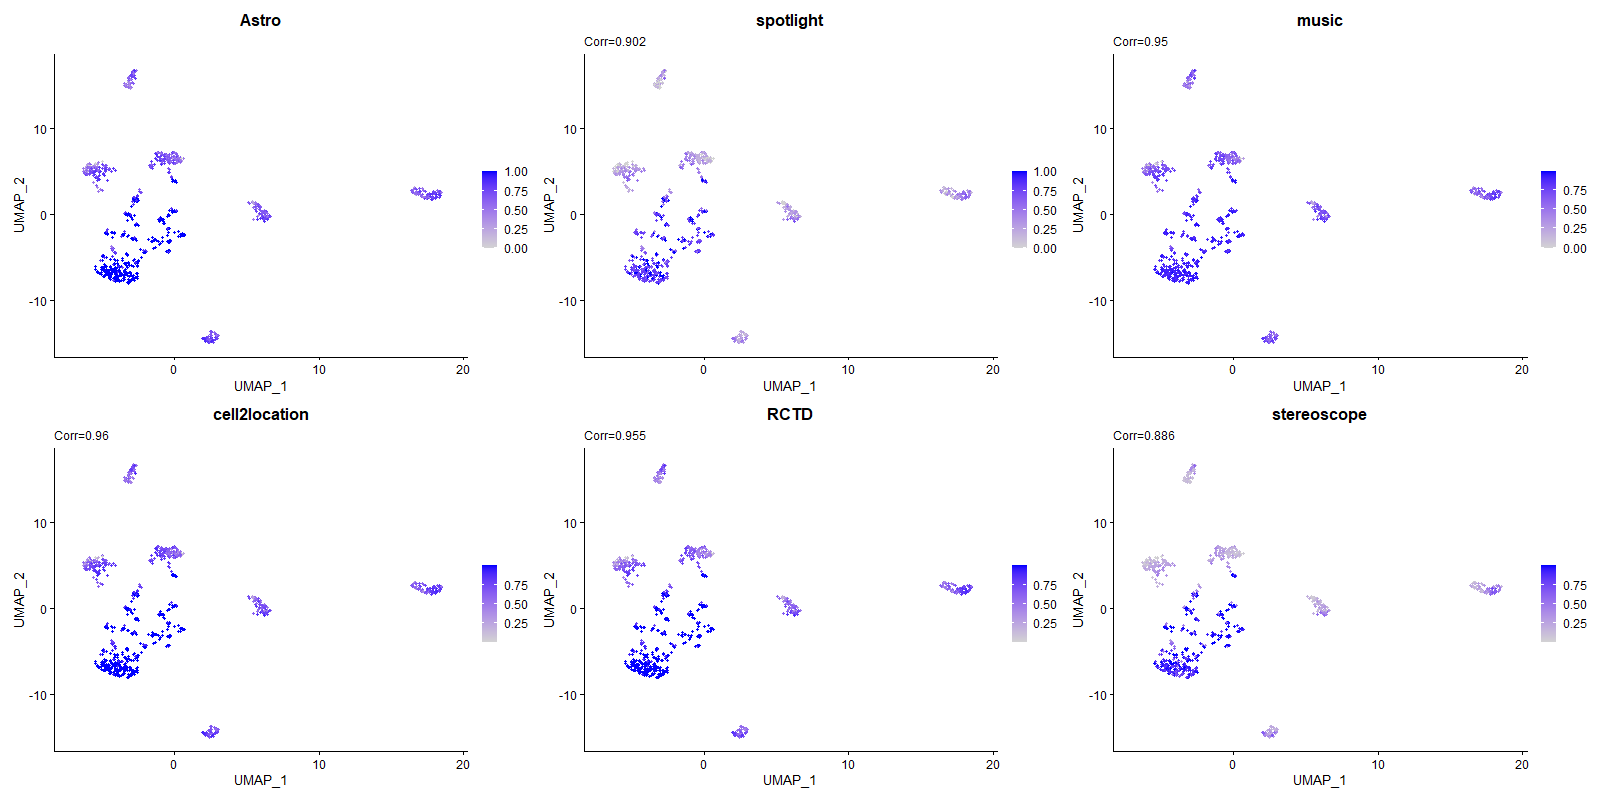 Astro
10
0
-10
UMAP_2
0
10
20
UMAP_1
1.00
0.75
0.50
0.25
0.00
spotlight
Corr=0.902
10
0
-10
UMAP_2
0
10
20
UMAP_1
1.00
0.75
0.50
0.25
0.00
music
Corr=0.95
10
0
-10
UMAP_2
0
10
20
UMAP_1
0.75
0.50
0.25
0.00
cell2location
Corr=0.96
10
0
-10
UMAP_2
0
10
20
UMAP_1
0.75
0.50
0.25
RCTD
Corr=0.955
10
0
-10
UMAP_2
0
10
20
UMAP_1
0.75
0.50
0.25
stereoscope
Corr=0.886
10
0
-10
UMAP_2
0
10
20
UMAP_1
0.75
0.50
0.25